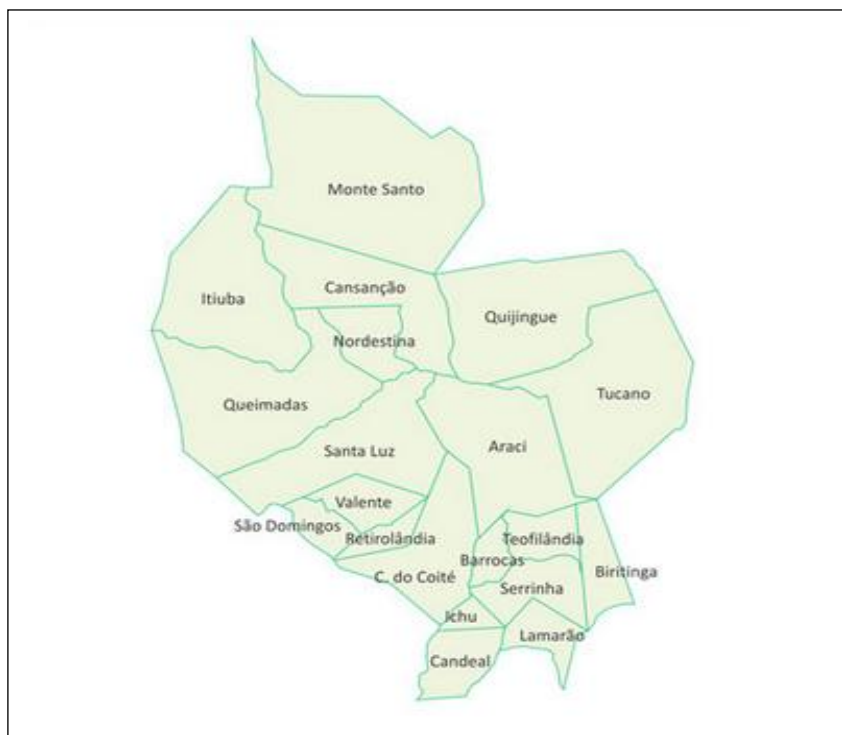 Monte Santo
Cansanção
Itiuba
Quijingue
Nordestina
Tucano
Queimadas
Araci
Santa Luz
Valente
São Domingos
Retirolândia
Teofilândia
Barrocas
Biritinga
C. do Coité
Serrinha
Ichu
Lamarão
Candeal